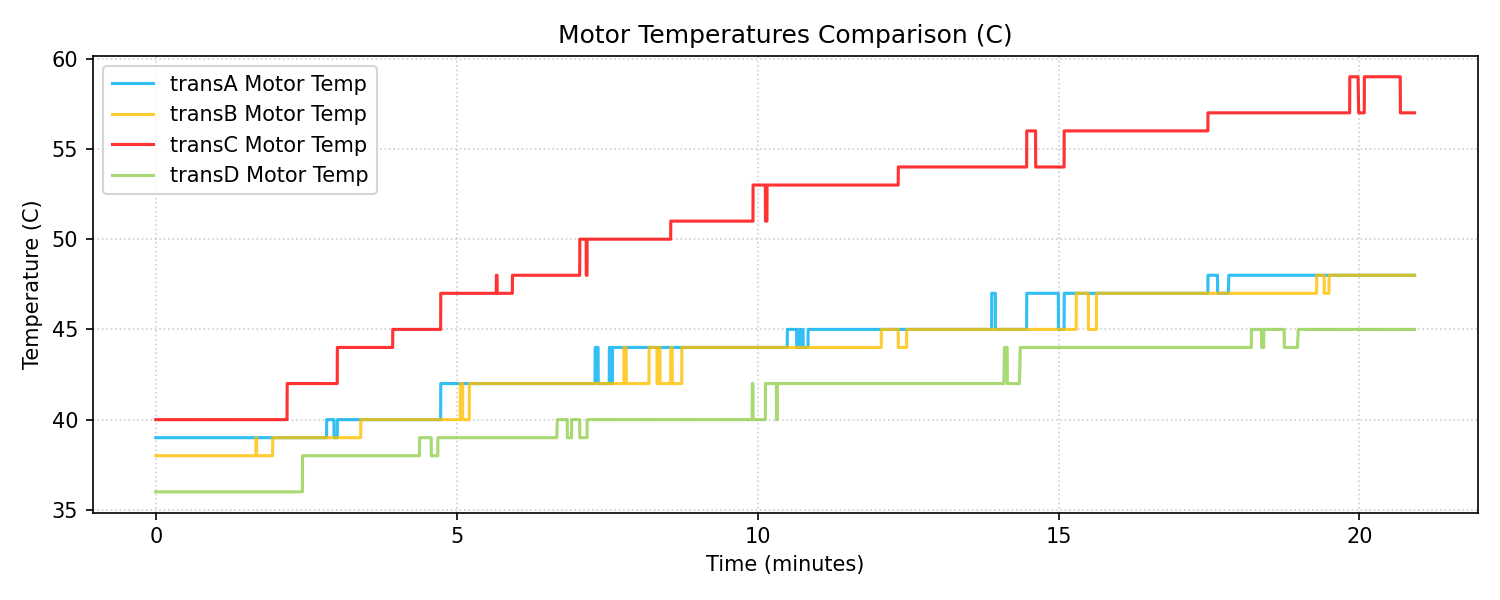 Motor Temperatures Comparison (C)
transA Motor Temp
transB Motor Temp
transC Motor Temp
transD Motor Temp
Temperature (C)
60
55
50
45
40
35
0 5 10 15 20
Time (minutes)